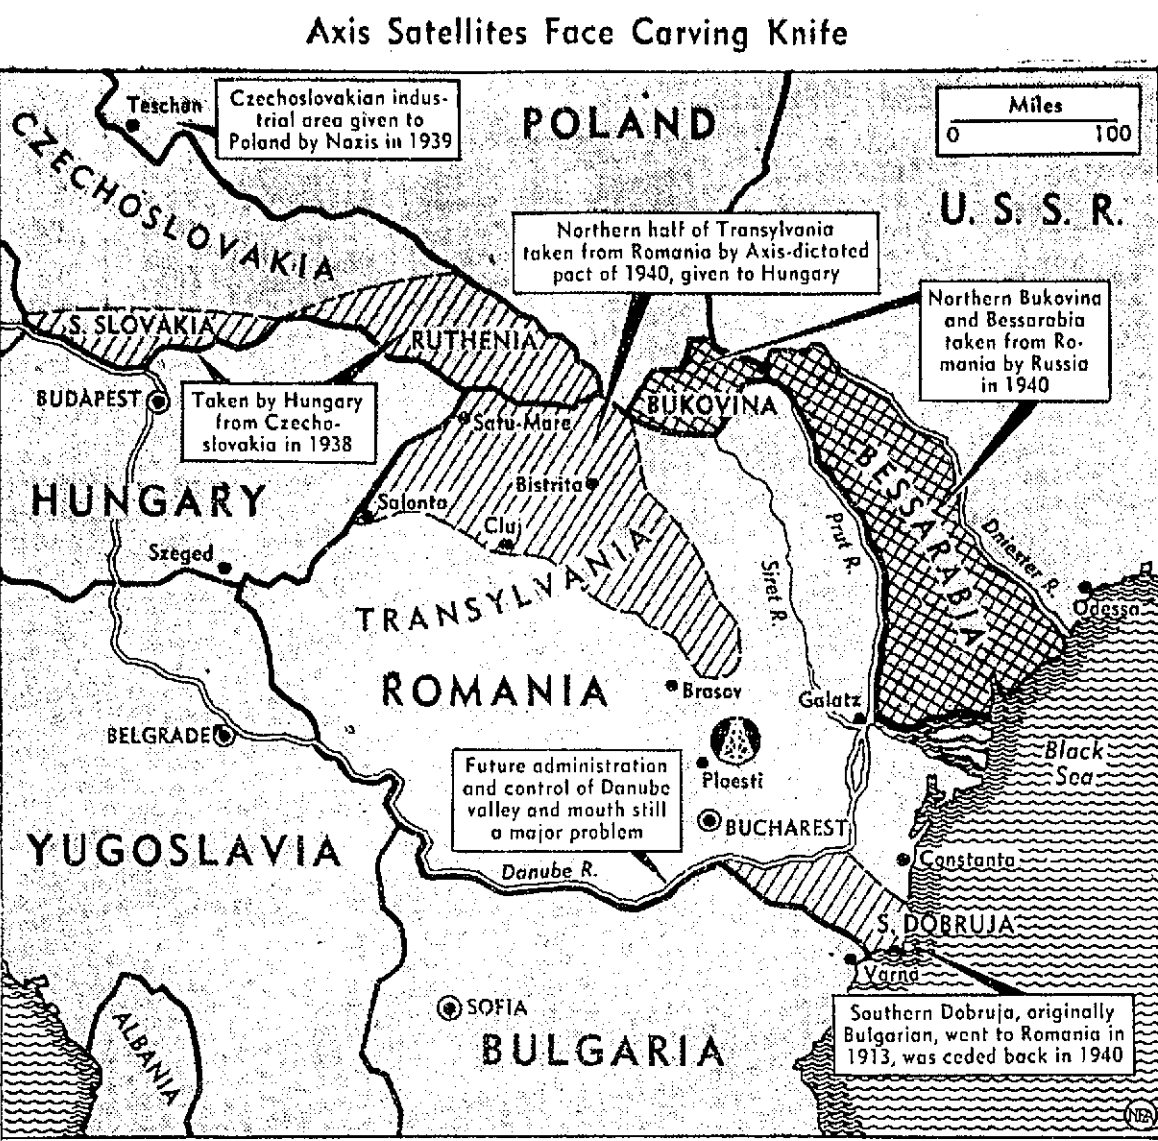 Axis Satellites Face Carving Knife
Teschen
Czechoslovakian indus-
trial area given to
Poland by Nazis in 1939
POLAND
Miles
0 100
CZECHOSLOVAKIA
U. S. S. R.
Northern half of Transylvania
taken from Romania by Axis-dictated
pact of 1940, given to Hungary
Northern Bukovina
and Bessarabia
taken from Ro-
mania by Russia
in 1940
S. SLOVAKIA
RUTHENIA
BUDAPEST
Taken by Hungary
from Czecho-
slovakia in 1938
BUKOVINA
Satu-Mare
BESSARABIA
HUNGARY
Bistrita
Salonta
Cluj
Prut R.
Dniester R.
Szeged
Siret R.
Odessa
TRANSYLVANIA
ROMANIA
Brasov
Galatz
BELGRADE
Black
Sea
Future administration
and control of Danube
valley and mouth still
a major problem
Ploesti
BUCHAREST
YUGOSLAVIA
Danube R.
Constanta
S. DOBRUJA
Varna
SOFIA
BULGARIA
ALBANIA
Southern Dobruja, originally
Bulgarian, went to Romania in
1913, was ceded back in 1940
NEA